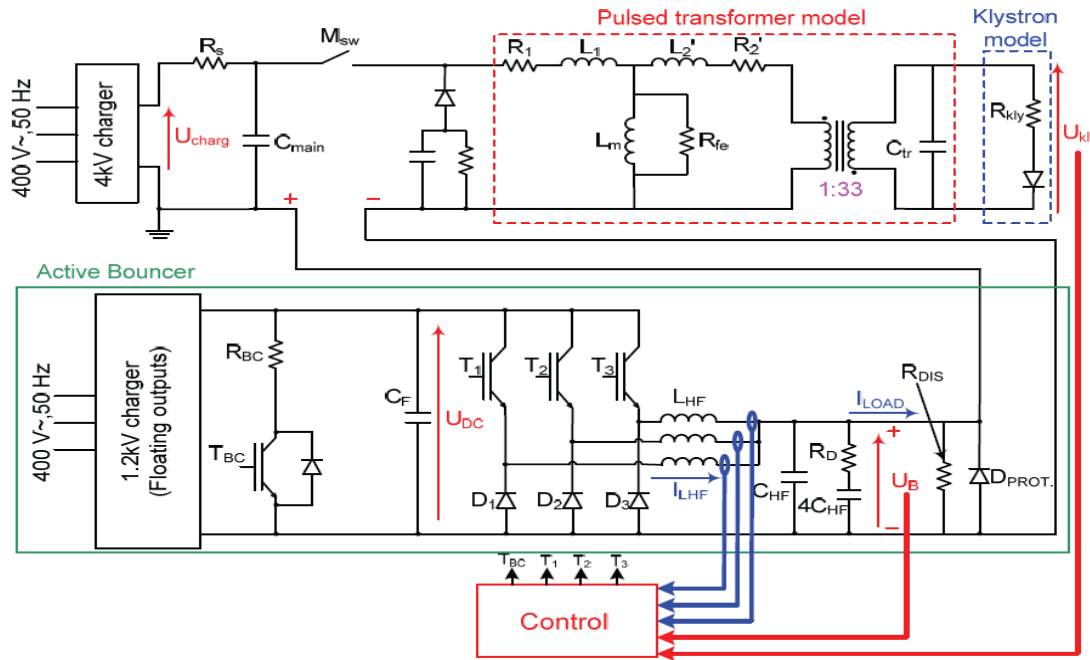 Pulsed transformer model
Klystron model
400 V~,50 Hz
4kV charger
Rs
Msw
Ucharg
Cmain
+
−
R1
L1
L2'
R2'
Lm
Rfe
1:33
Ctr
Rkly
Ukl
Active Bouncer
400 V~,50 Hz
1.2kV charger
(Floating outputs)
RBC
TBC
CF
UDC
T1
T2
T3
LHF
D1
D2
D3
ILHF
CHF
RD
4CHF
ILOAD
+
UB
−
RDIS
DPROT.
TBC
T1
T2
T3
Control